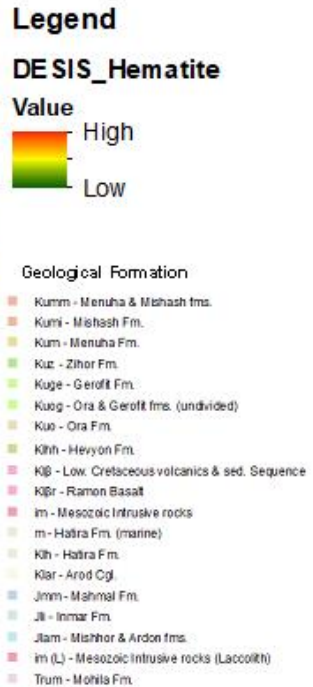 Legend
DESIS_Hematite
Value
High
Low
Geological Formation
Kumm - Menuha & Mishash fms.
Kumi - Mishash Fm.
Kum - Menuha Fm.
Kuz - Zihor Fm.
Kuge - Gerofit Fm.
Kuog - Ora & Gerofit fms. (undivided)
Kuo - Ora Fm.
Klhh - Hevyon Fm.
Klβ - Low. Cretaceous volcanics & sed. Sequence
Klβr - Ramon Basalt
im - Mesozoic Intrusive rocks
m - Hatira Fm. (marine)
Klh - Hatira Fm.
Klar - Arod Cgl.
Jmm - Mahmal Fm.
Jli - Inmar Fm.
Jlam - Mishhor & Ardon fms.
im (L) - Mesozoic Intrusive rocks (Laccolith)
Trum - Mohila Fm.